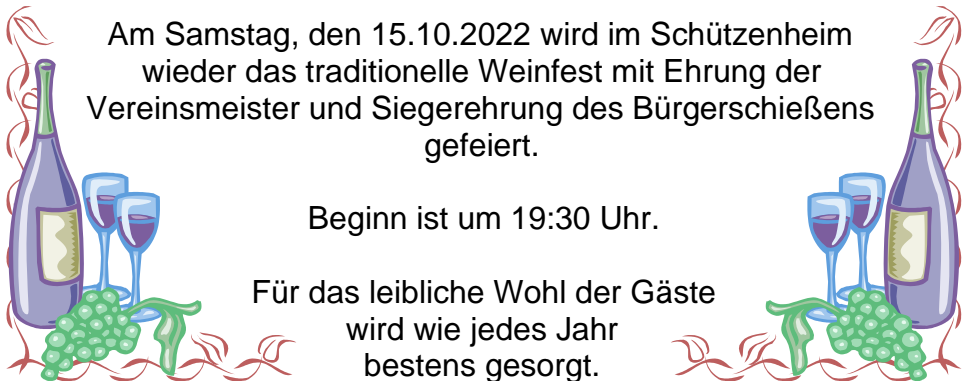 Am Samstag, den 15.10.2022 wird im Schützenheim
wieder das traditionelle Weinfest mit Ehrung der
Vereinsmeister und Siegerehrung des Bürgerschießens
gefeiert.
Beginn ist um 19:30 Uhr.
Für das leibliche Wohl der Gäste
wird wie jedes Jahr
bestens gesorgt.